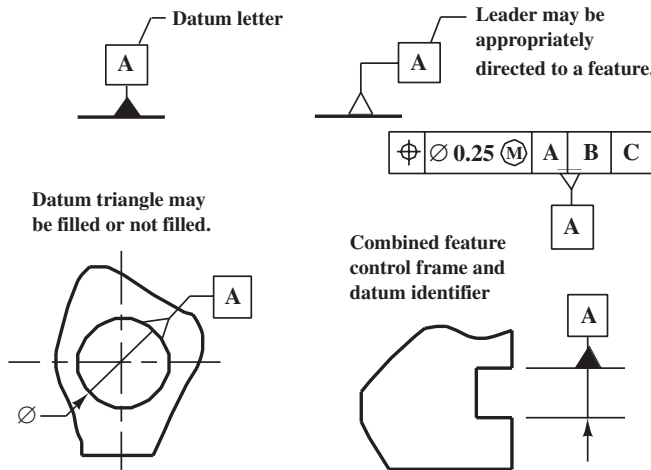 Datum letter
A
Leader may be
appropriately
directed to a feature.
A
⌖ ∅ 0.25 Ⓜ A B C
A
Datum triangle may
be filled or not filled.
Combined feature
control frame and
datum identifier
A
A
∅